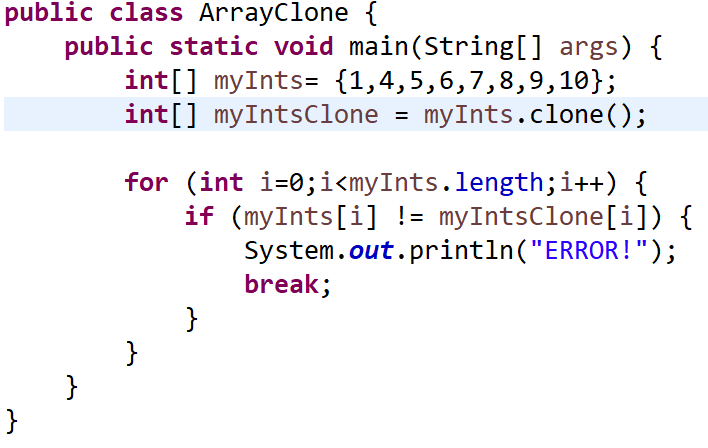 public class ArrayClone {
    public static void main(String[] args) {
        int[] myInts= {1,4,5,6,7,8,9,10};
        int[] myIntsClone = myInts.clone();

        for (int i=0;i<myInts.length;i++) {
            if (myInts[i] != myIntsClone[i]) {
                System.out.println("ERROR!");
                break;
            }
        }
    }
}